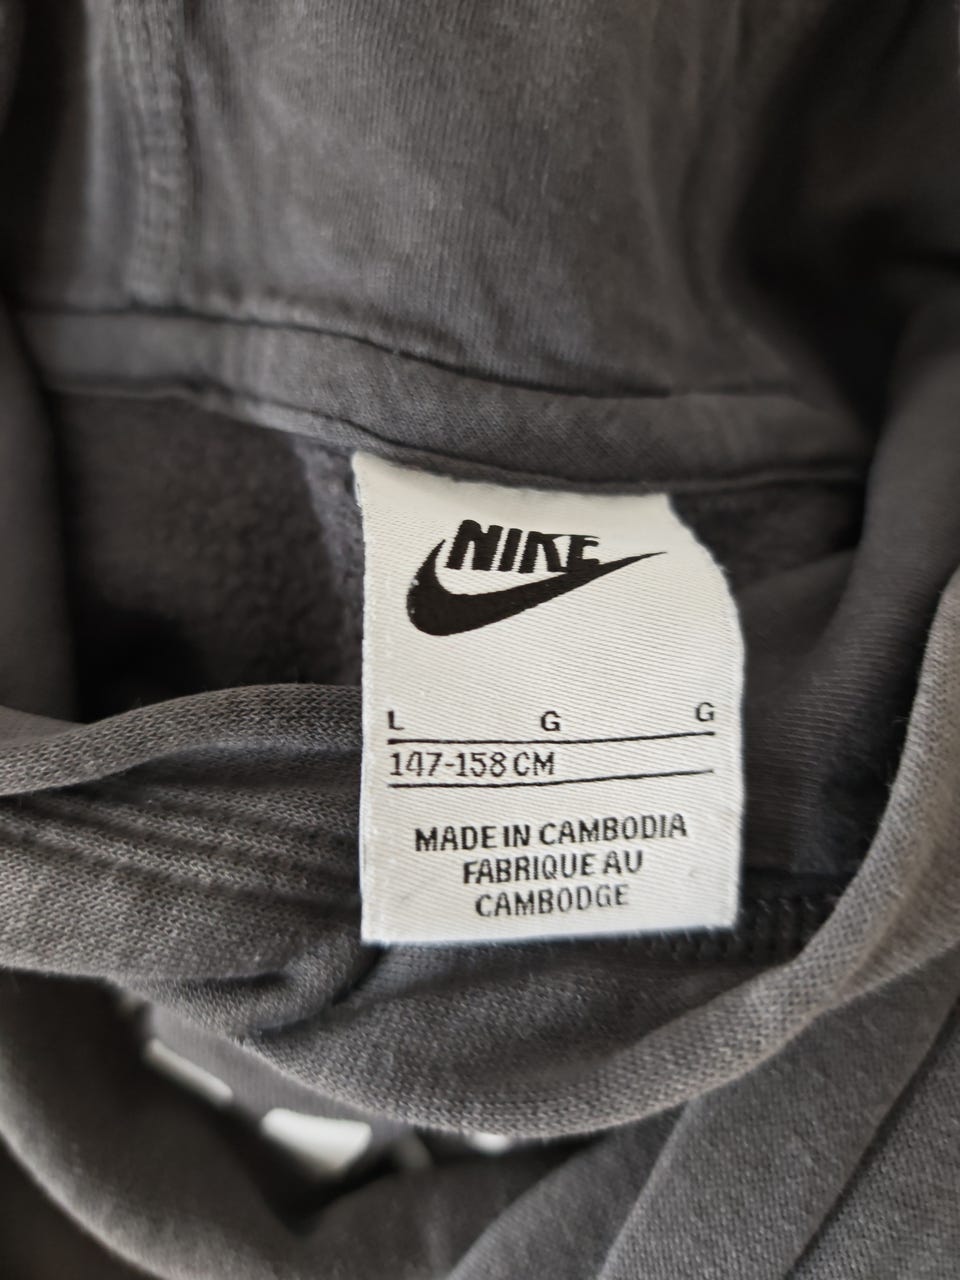 NIKE
L G G
147-158 CM
MADE IN CAMBODIA
FABRIQUE AU
CAMBODGE